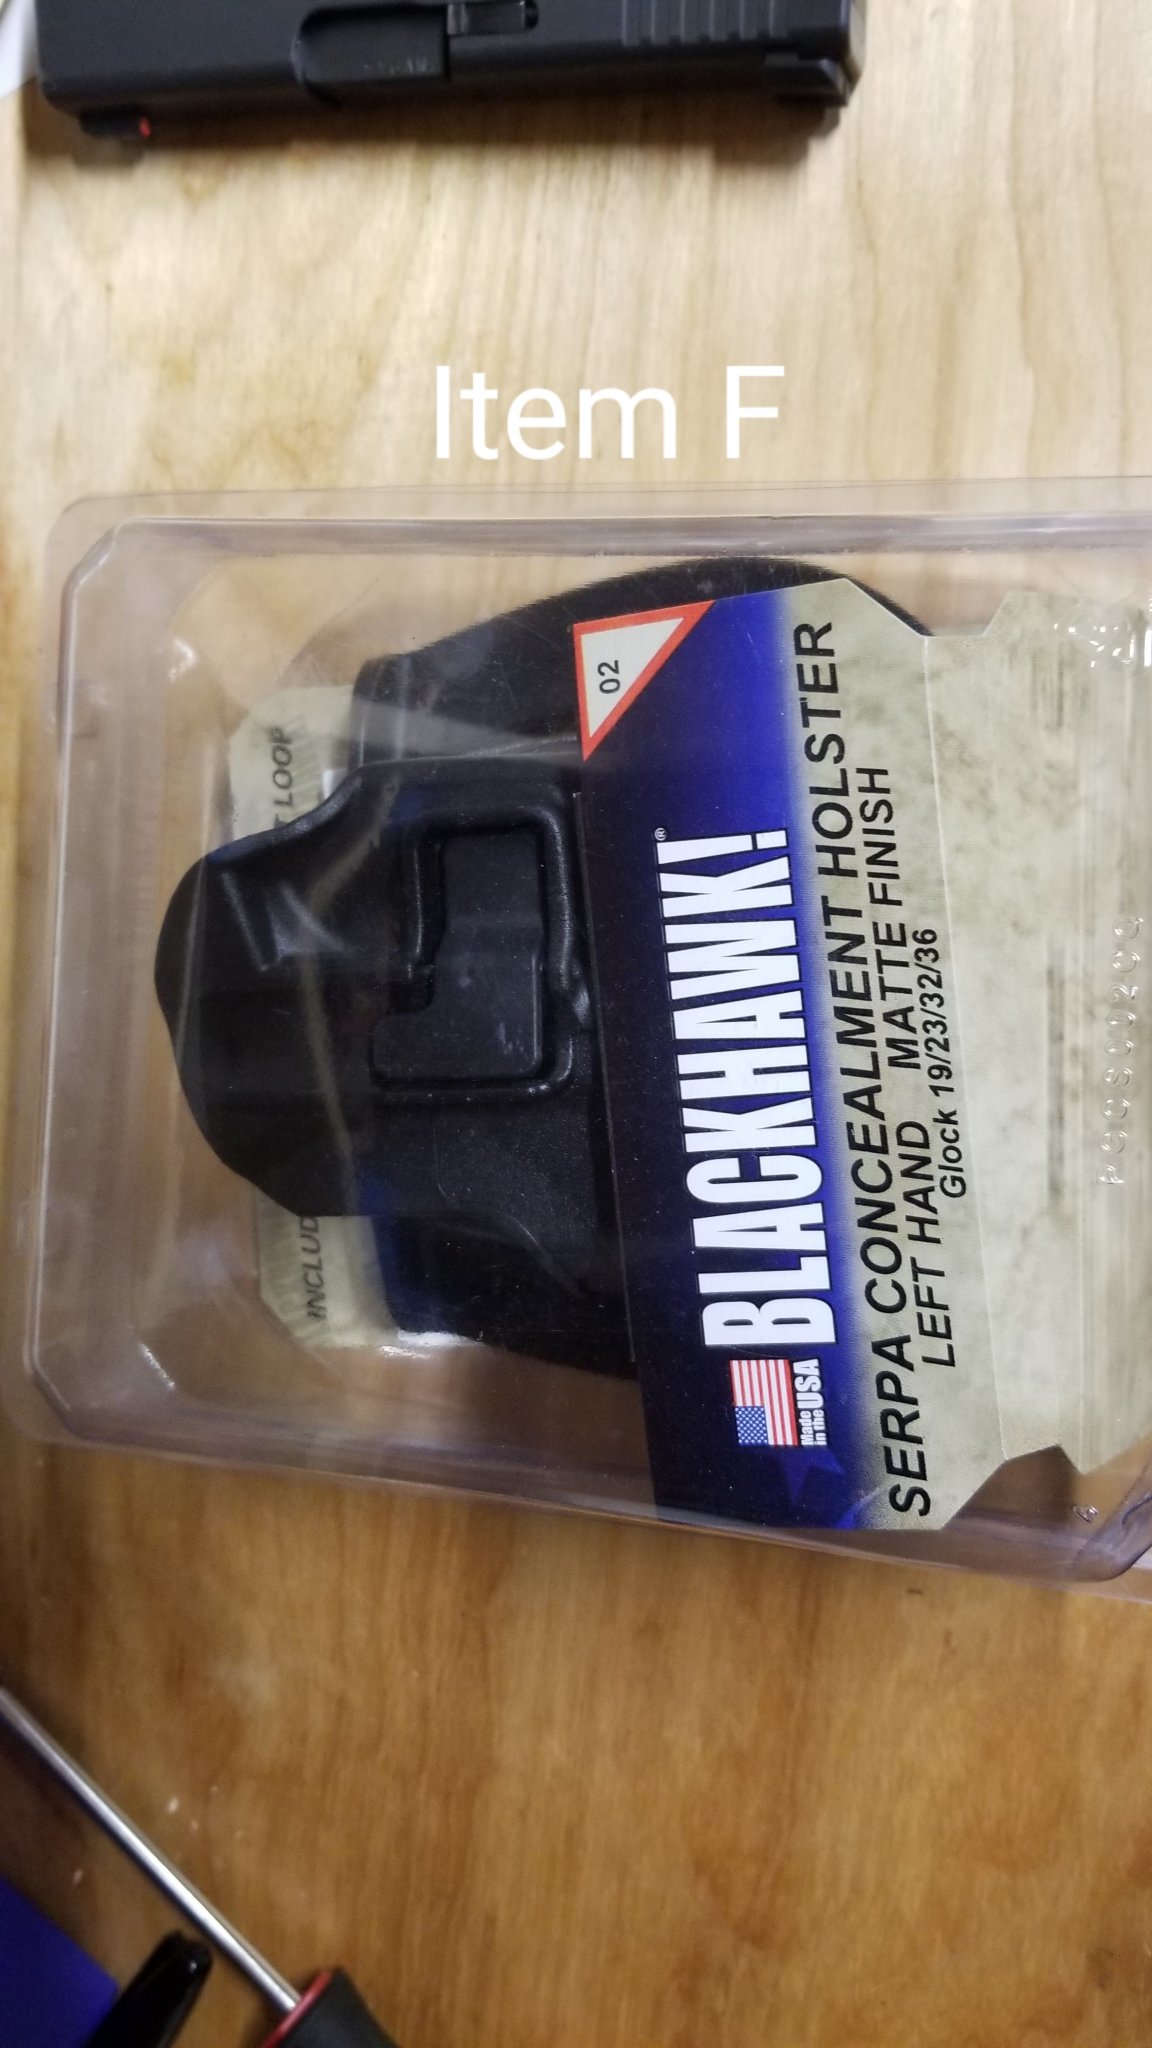 Item F
LOOP
INCLUD
02
BLACKHAWK!®
Made
in the USA
SERPA CONCEALMENT HOLSTER
LEFT HAND MATTE FINISH
Glock 19/23/32/36